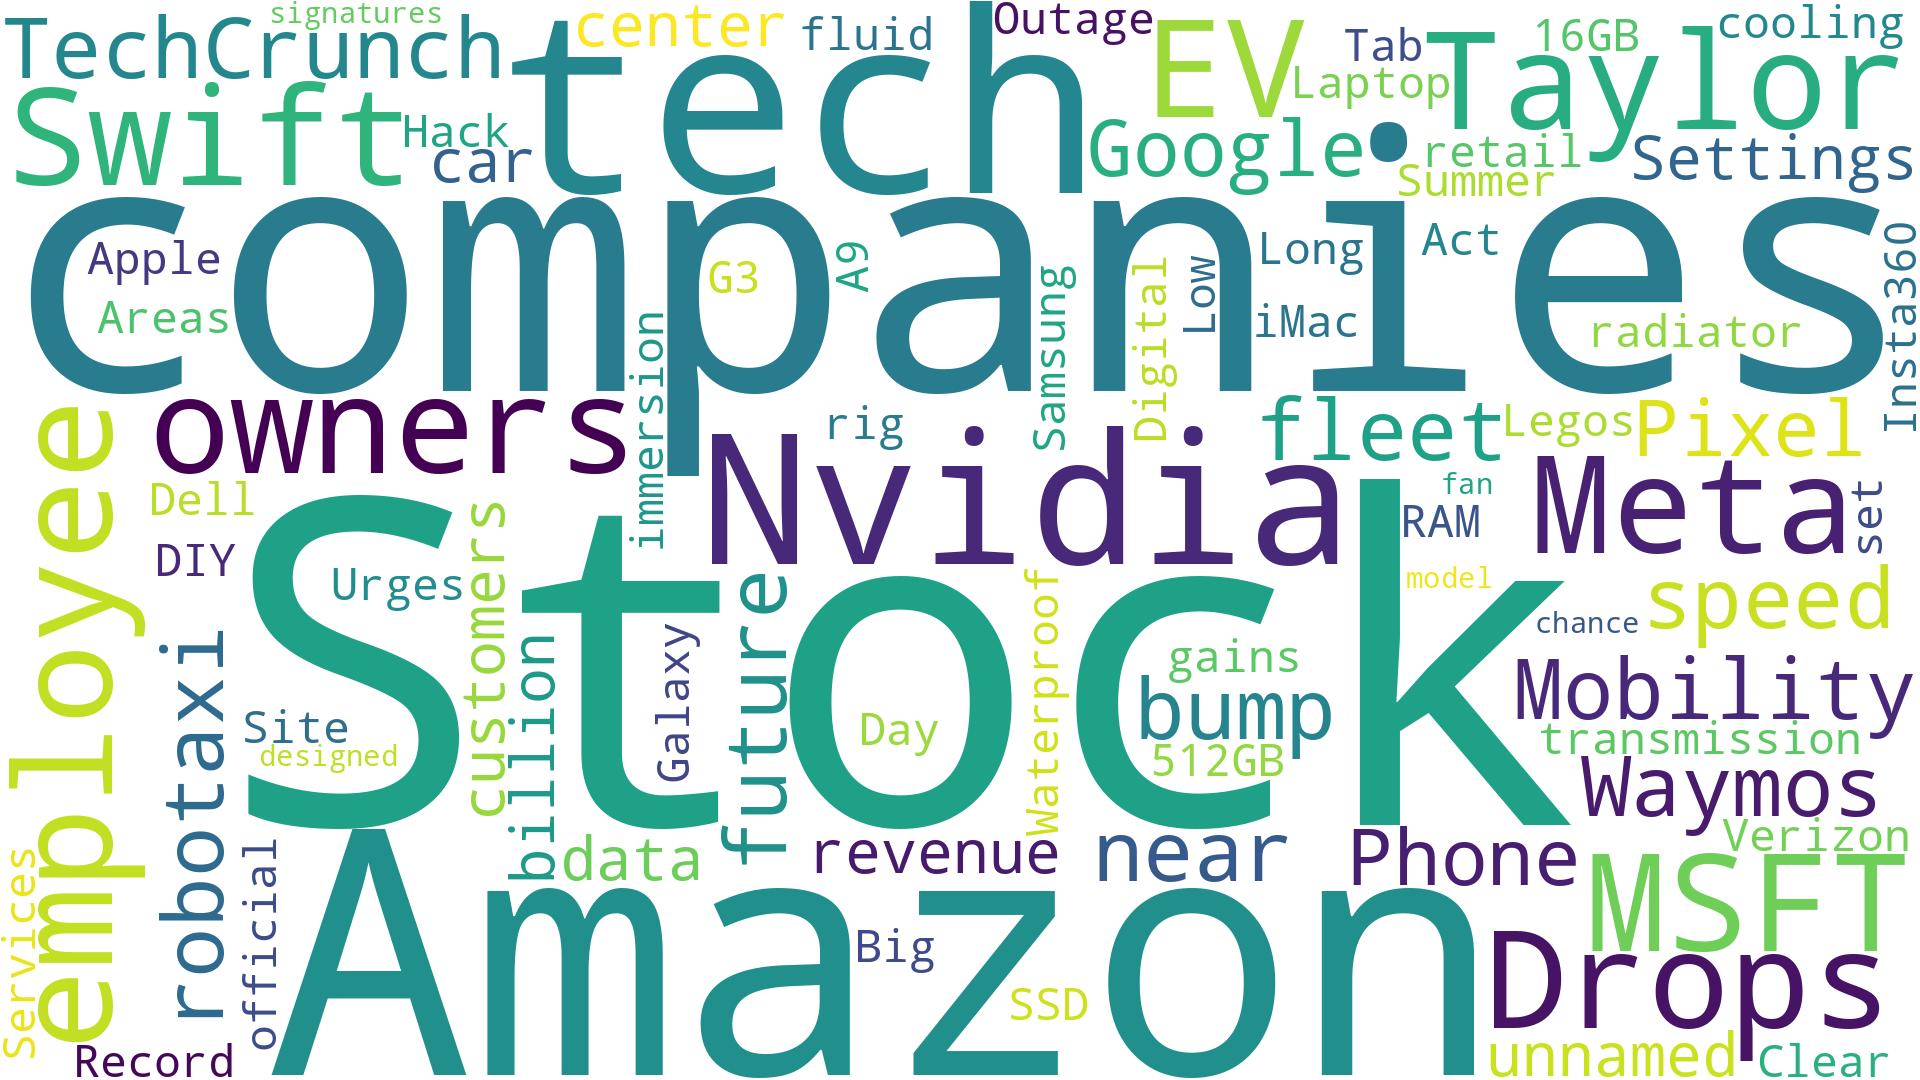 signatures
TechCrunch
tech
center
fluid
Outage
EV
Tab
Taylor
16GB
cooling
Laptop
Swift
Hack
car
Google
retail
Summer
Settings
companies
Apple
Areas
G3
A9
Samsung
Digital
Low
Long
Act
iMac
radiator
Insta360
immersion
employee
owners
rig
Nvidia
fleet
Legos
Pixel
Dell
DIY
Urges
customers
Stock
fan
RAM
Meta
set
model
chance
speed
robotaxi
billion
Galaxy
future
Waterproof
gains
bump
Day
512GB
Site
designed
Mobility
transmission
Waymos
Verizon
official
data
revenue
near
Phone
MSFT
Services
Amazon
Big
SSD
Drops
Record
unnamed
Clear